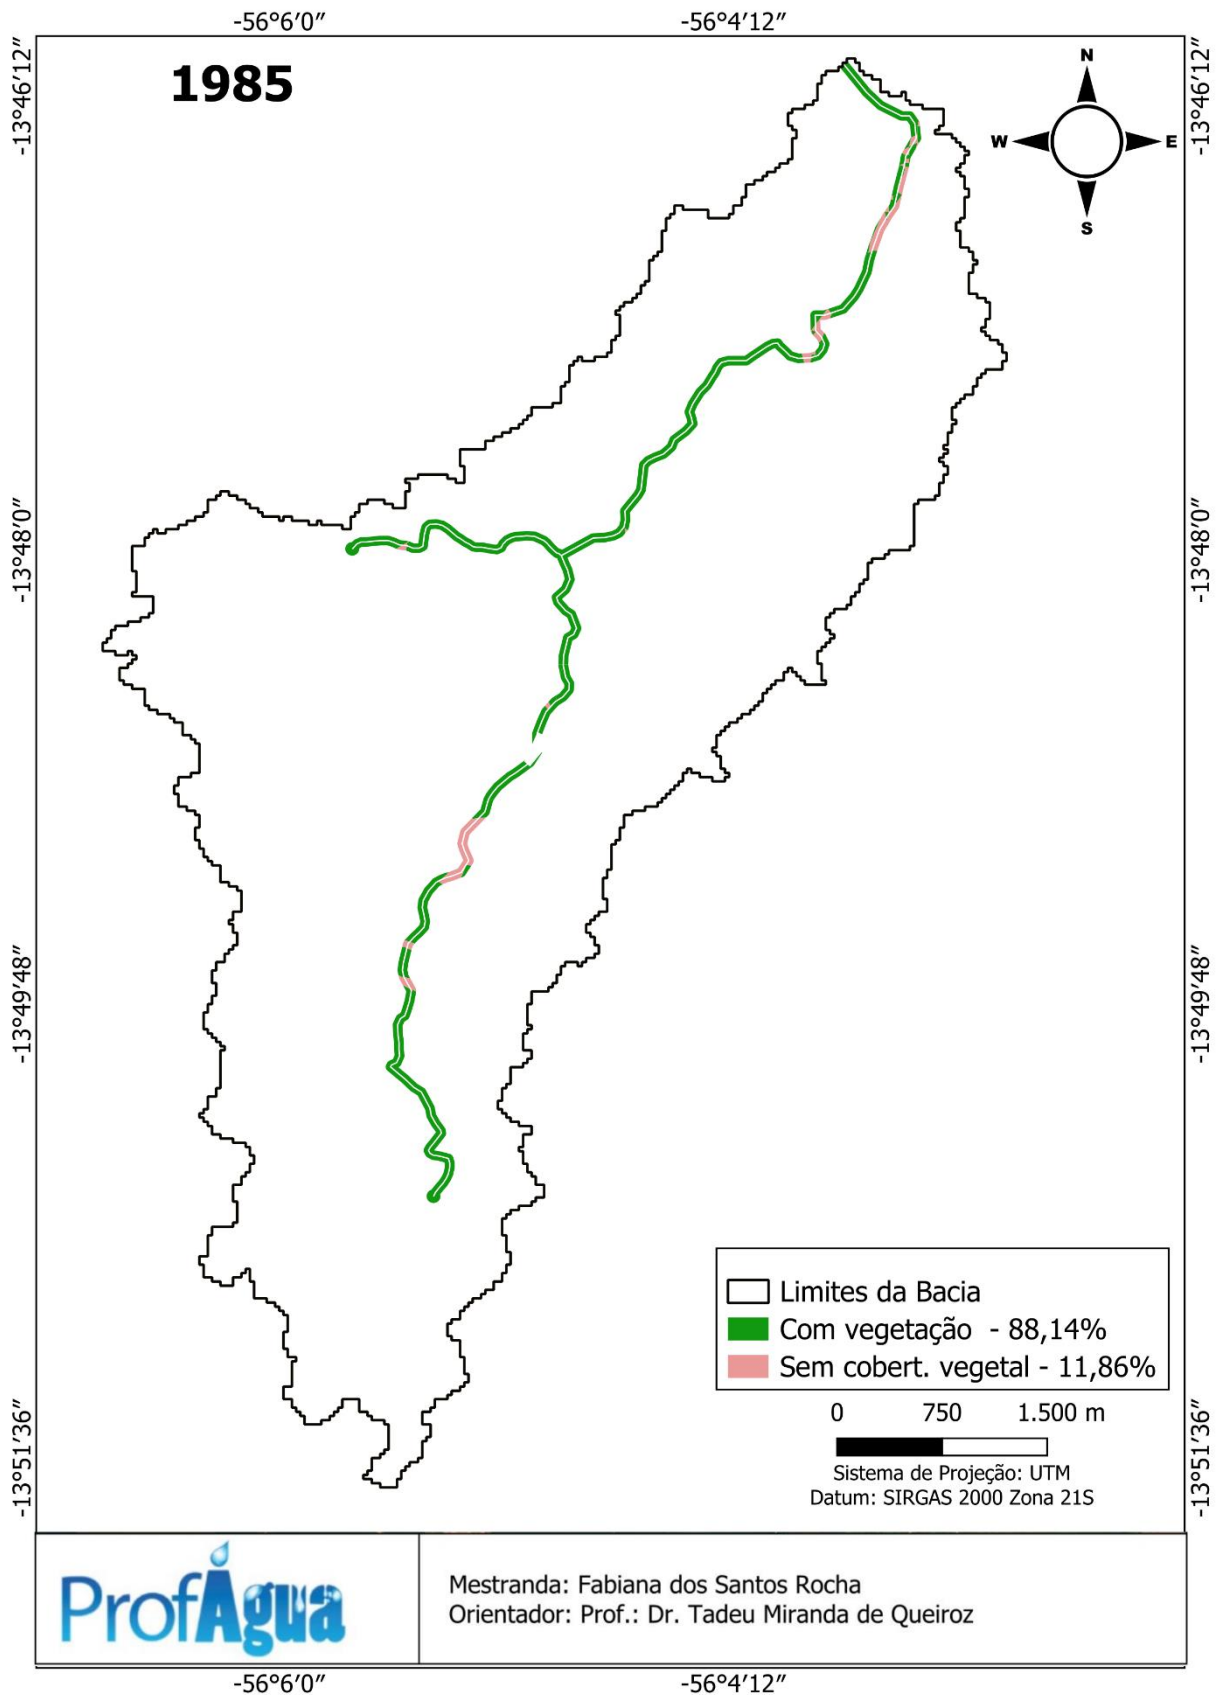 -56°6′0″
-56°4′12″
-13°46′12″
-13°46′12″
1985
N
W
E
S
-13°48′0″
-13°48′0″
-13°49′48″
-13°49′48″
Limites da Bacia
Com vegetação - 88,14%
Sem cobert. vegetal - 11,86%
0 750 1.500 m
Sistema de Projeção: UTM
Datum: SIRGAS 2000 Zona 21S
-13°51′36″
-13°51′36″
ProfÁgua
Mestranda: Fabiana dos Santos Rocha
Orientador: Prof.: Dr. Tadeu Miranda de Queiroz
-56°6′0″
-56°4′12″